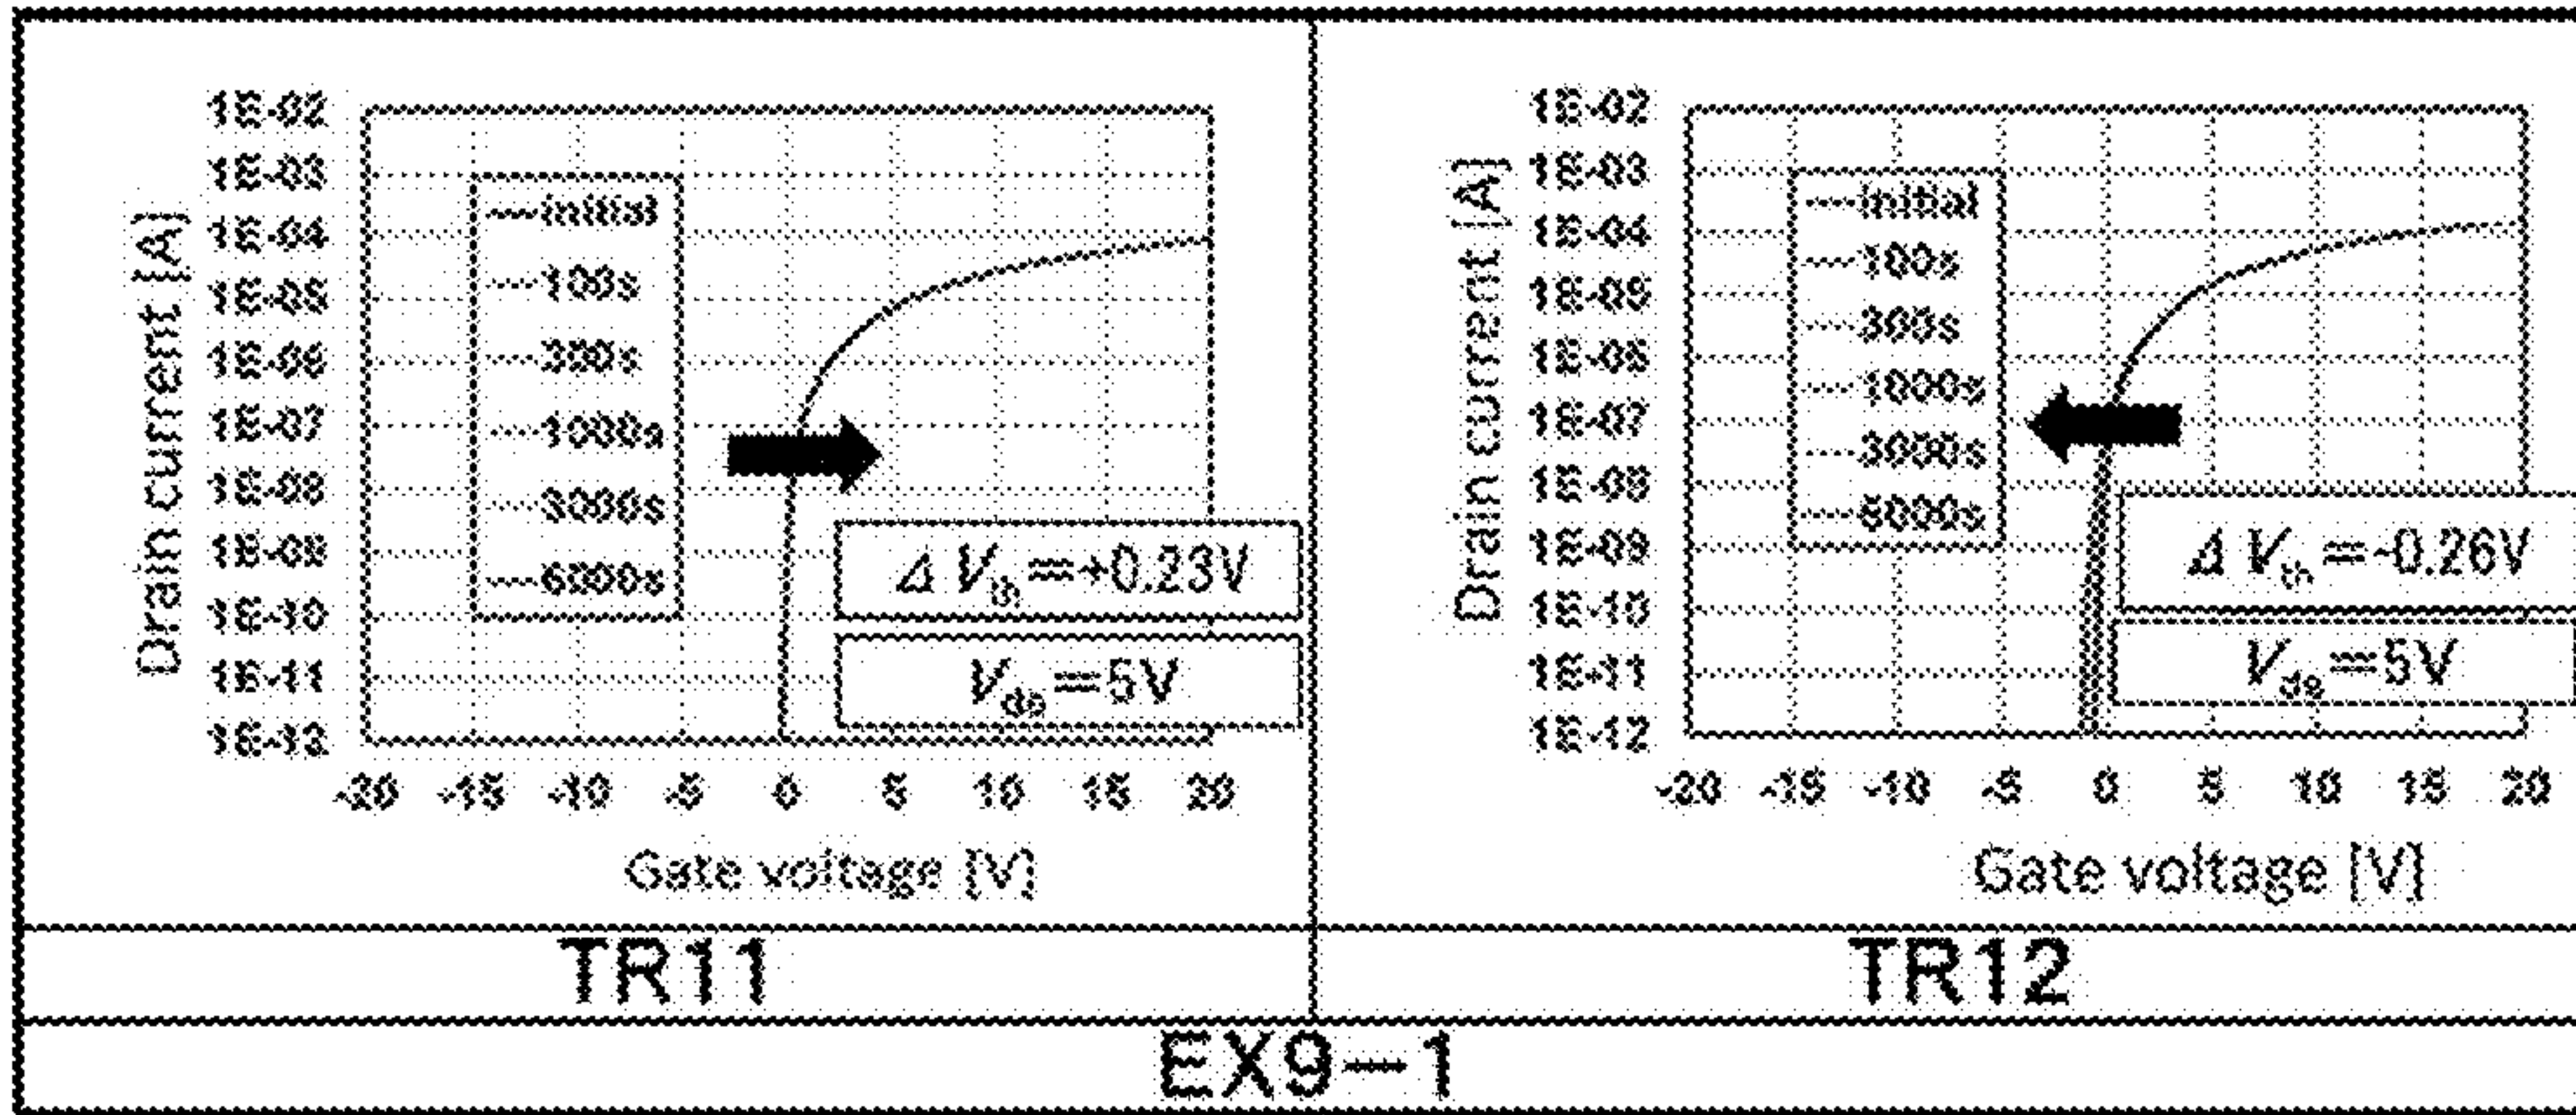 1E-02
1E-03
1E-04
1E-05
1E-06
1E-07
1E-08
1E-09
1E-10
1E-11
1E-12
Drain current [A]
initial
100s
300s
1000s
3000s
6000s
Δ Vth=+0.23V
Vds=5V
-20 -15 -10 -5 0 5 10 15 20
Gate voltage [V]
1E-02
1E-03
1E-04
1E-05
1E-06
1E-07
1E-08
1E-09
1E-10
1E-11
1E-12
Drain current [A]
initial
100s
300s
1000s
3000s
6000s
Δ Vth=-0.26V
Vds=5V
-20 -15 -10 -5 0 5 10 15 20
Gate voltage [V]
TR11
TR12
EX9-1